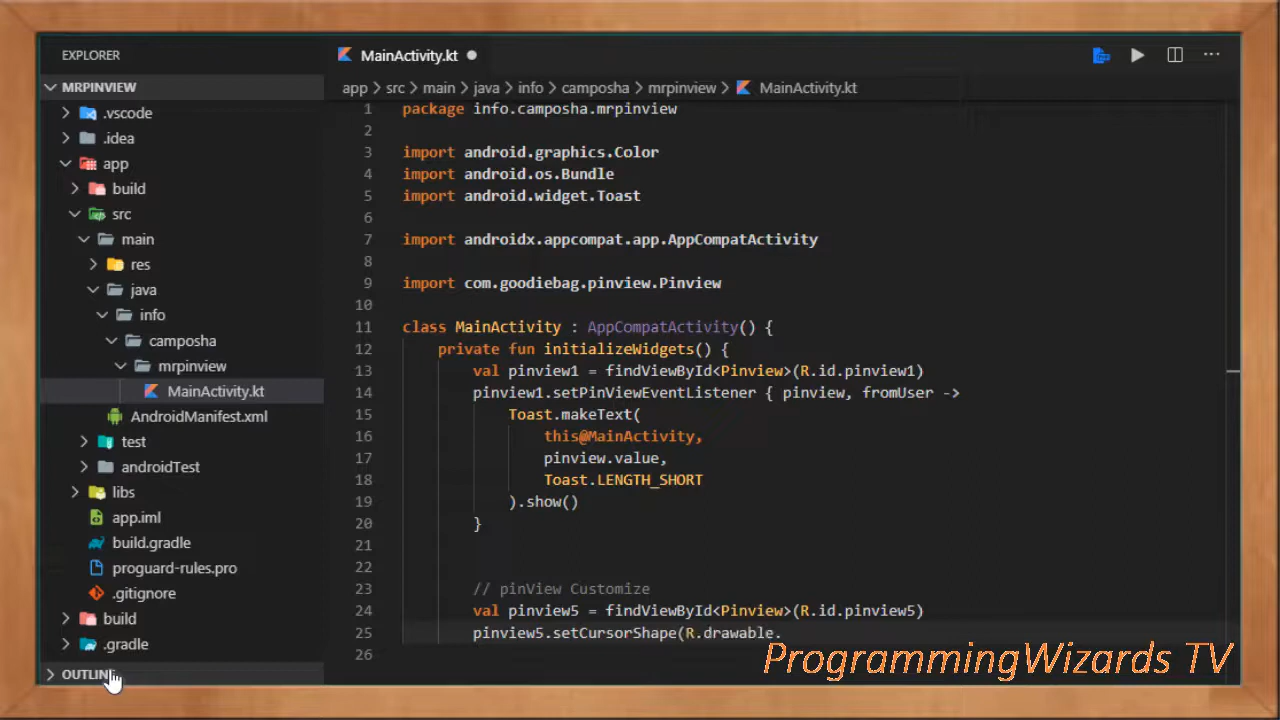 EXPLORER
MRPINVIEW
.vscode
.idea
app
build
src
main
res
java
info
camposha
mrpinview
MainActivity.kt
AndroidManifest.xml
test
androidTest
libs
app.iml
build.gradle
proguard-rules.pro
.gitignore
build
.gradle
OUTLINE
MainActivity.kt
app > src > main > java > info > camposha > mrpinview > MainActivity.kt
1 package info.camposha.mrpinview
2
3 import android.graphics.Color
4 import android.os.Bundle
5 import android.widget.Toast
6
7 import androidx.appcompat.app.AppCompatActivity
8
9 import com.goodiebag.pinview.Pinview
10
11 class MainActivity : AppCompatActivity() {
12 private fun initializeWidgets() {
13 val pinview1 = findViewById<Pinview>(R.id.pinview1)
14 pinview1.setPinViewEventListener { pinview, fromUser ->
15 Toast.makeText(
16 this@MainActivity,
17 pinview.value,
18 Toast.LENGTH_SHORT
19 ).show()
20 }
21
22
23 // pinView Customize
24 val pinview5 = findViewById<Pinview>(R.id.pinview5)
25 pinview5.setCursorShape(R.drawable.
26
ProgrammingWizards TV